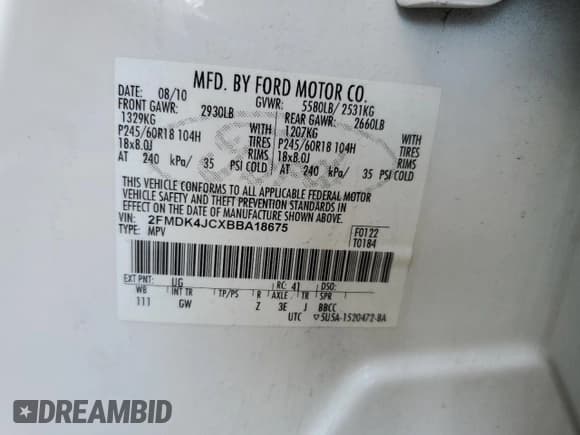 MFD. BY FORD MOTOR CO.
DATE: 08/10 GVWR: 5580LB/ 2531KG
FRONT GAWR: 2930LB REAR GAWR: 2660LB
1329KG WITH 1207KG WITH
P245/60R18 104H TIRES P245/60R18 104H TIRES
18x8.0J RIMS 18x8.0J RIMS
AT 240 kPa/ 35 PSI COLD AT 240 kPa/ 35 PSI COLD
THIS VEHICLE CONFORMS TO ALL APPLICABLE FEDERAL MOTOR
VEHICLE SAFETY AND THEFT PREVENTION STANDARDS IN
EFFECT ON THE DATE OF MANUFACTURE SHOWN ABOVE.
VIN: 2FMDK4JCXBBA18675 F0122
TYPE: MPV T0184
EXT PNT: UG RC: 41 DSO:
WB INT TR TP/PS R AXLE TR SPR
111 GW Z 3E J BBCC
UTC 5U5A-1520472-BA
DREAMBID